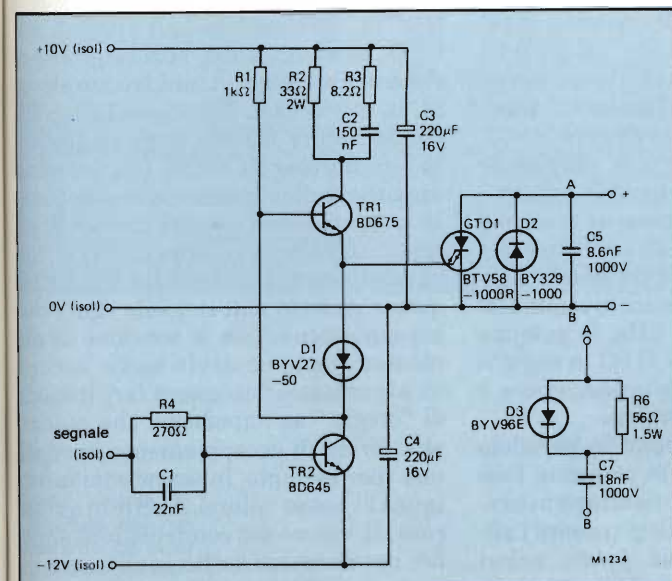 +10V (isol)
R1
1kΩ
R2
33Ω
2W
R3
8.2Ω
C2
150
nF
C3
220µF
16V
TR1
BD675
A
+
GTO1
D2
C5
8.6nF
1000V
BTV58
-1000R
BY329
-1000
0V (isol)
B
−
D1
BYV27
-50
A
R4
270Ω
segnale
(isol)
C1
22nF
TR2
BD645
C4
220µF
16V
D3
BYV96E
R6
56Ω
1.5W
C7
18nF
1000V
B
-12V (isol)
M1234